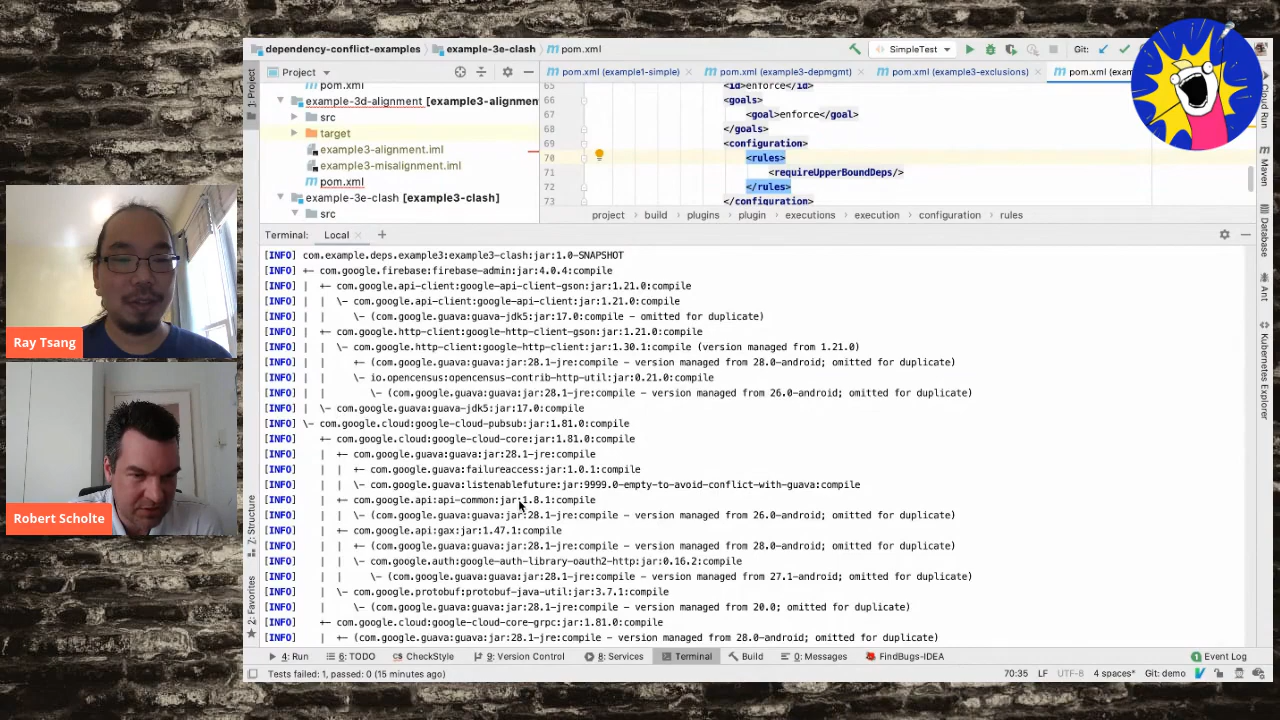 dependency-conflict-examples
example-3e-clash
pom.xml
SimpleTest
Git:
1: Project
Project
pom.xml (example1-simple)
pom.xml (example3-depmgmt)
pom.xml (example3-exclusions)
pom.xml (exam
pom.xml
example-3d-alignment [example3-alignmen
src
target
example3-alignment.iml
example3-misalignment.iml
pom.xml
example-3e-clash [example3-clash]
src
65 <id>enforce</id>
66 <goals>
67 <goal>enforce</goal>
68 </goals>
69 <configuration>
70 <rules>
71 <requireUpperBoundDeps/>
72 </rules>
73 </configuration>
project build plugins plugin executions execution configuration rules
Cloud Run
Maven
Database
Ant
Kubernetes Explorer
Terminal: Local
[INFO] com.example.deps.example3:example3-clash:jar:1.0-SNAPSHOT
[INFO] +- com.google.firebase:firebase-admin:jar:4.0.4:compile
[INFO] |  +- com.google.api-client:google-api-client-gson:jar:1.21.0:compile
[INFO] |  |  \- com.google.api-client:google-api-client:jar:1.21.0:compile
[INFO] |  |     \- (com.google.guava:guava-jdk5:jar:17.0:compile - omitted for duplicate)
[INFO] |  +- com.google.http-client:google-http-client-gson:jar:1.21.0:compile
[INFO] |  |  \- com.google.http-client:google-http-client:jar:1.30.1:compile (version managed from 1.21.0)
[INFO] |  |     +- (com.google.guava:guava:jar:28.1-jre:compile - version managed from 28.0-android; omitted for duplicate)
[INFO] |  |     \- io.opencensus:opencensus-contrib-http-util:jar:0.21.0:compile
[INFO] |  |        \- (com.google.guava:guava:jar:28.1-jre:compile - version managed from 26.0-android; omitted for duplicate)
[INFO] |  \- com.google.guava:guava-jdk5:jar:17.0:compile
[INFO] \- com.google.cloud:google-cloud-pubsub:jar:1.81.0:compile
[INFO]    +- com.google.cloud:google-cloud-core:jar:1.81.0:compile
[INFO]    |  +- com.google.guava:guava:jar:28.1-jre:compile
[INFO]    |  |  +- com.google.guava:failureaccess:jar:1.0.1:compile
[INFO]    |  |  \- com.google.guava:listenablefuture:jar:9999.0-empty-to-avoid-conflict-with-guava:compile
[INFO]    |  +- com.google.api:api-common:jar:1.8.1:compile
[INFO]    |  |  \- (com.google.guava:guava:jar:28.1-jre:compile - version managed from 26.0-android; omitted for duplicate)
[INFO]    |  +- com.google.api:gax:jar:1.47.1:compile
[INFO]    |  |  +- (com.google.guava:guava:jar:28.1-jre:compile - version managed from 28.0-android; omitted for duplicate)
[INFO]    |  |  \- com.google.auth:google-auth-library-oauth2-http:jar:0.16.2:compile
[INFO]    |  |     \- (com.google.guava:guava:jar:28.1-jre:compile - version managed from 27.1-android; omitted for duplicate)
[INFO]    |  \- com.google.protobuf:protobuf-java-util:jar:3.7.1:compile
[INFO]    |     \- (com.google.guava:guava:jar:28.1-jre:compile - version managed from 20.0; omitted for duplicate)
[INFO]    +- com.google.cloud:google-cloud-core-grpc:jar:1.81.0:compile
[INFO]    |  +- (com.google.guava:guava:jar:28.1-jre:compile - version managed from 28.0-android; omitted for duplicate)
Ray Tsang
Robert Scholte
7: Structure
2: Favorites
4: Run
6: TODO
CheckStyle
9: Version Control
8: Services
Terminal
Build
0: Messages
FindBugs-IDEA
Event Log
Tests failed: 1, passed: 0 (15 minutes ago)
70:35
LF
UTF-8
4 spaces*
Git: demo